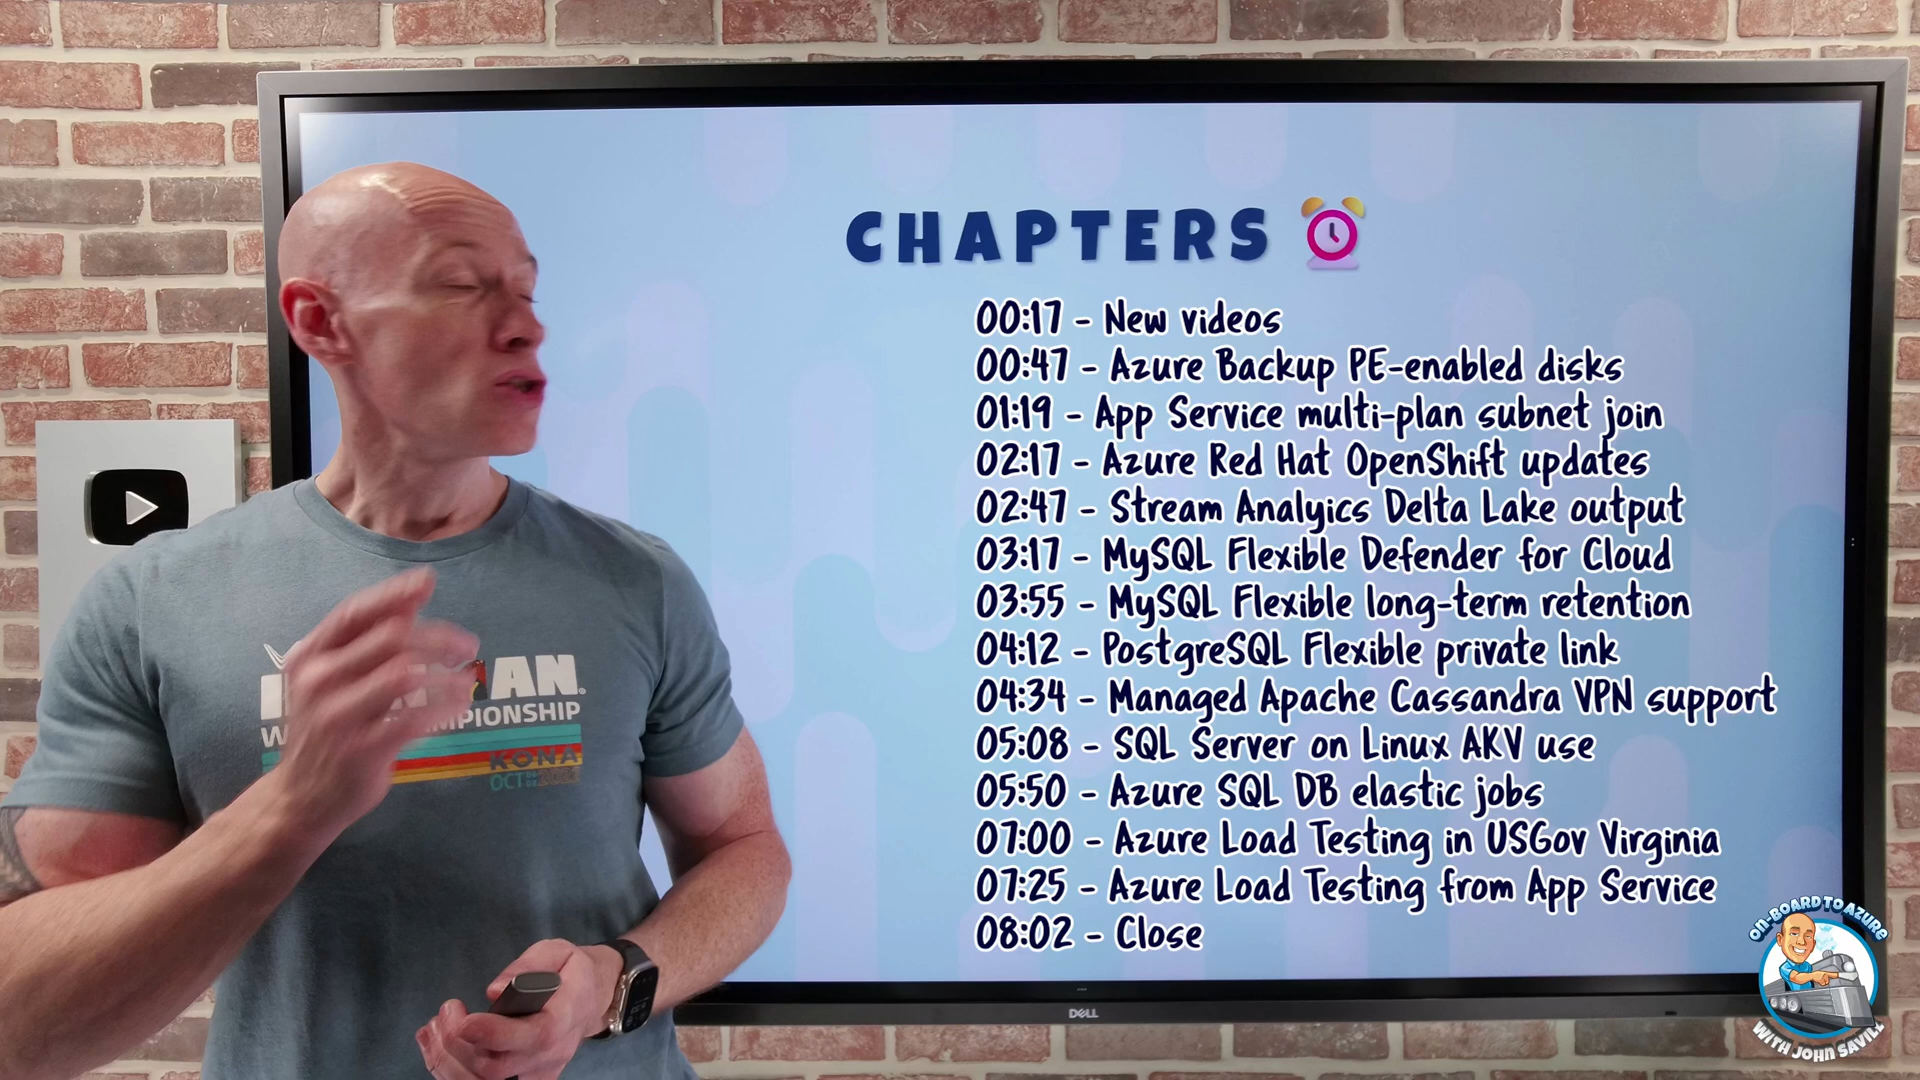 CHAPTERS
00:17 - New videos
00:47 - Azure Backup PE-enabled disks
01:19 - App Service multi-plan subnet join
02:17 - Azure Red Hat OpenShift updates
02:47 - Stream Analyics Delta Lake output
03:17 - MySQL Flexible Defender for Cloud
03:55 - MySQL Flexible long-term retention
04:12 - PostgreSQL Flexible private link
04:34 - Managed Apache Cassandra VPN support
05:08 - SQL Server on Linux AKV use
05:50 - Azure SQL DB elastic jobs
07:00 - Azure Load Testing in USGov Virginia
07:25 - Azure Load Testing from App Service
08:02 - Close
KONA
OCT
DELL
ON-BOARD TO AZURE
WITH JOHN SAVILL